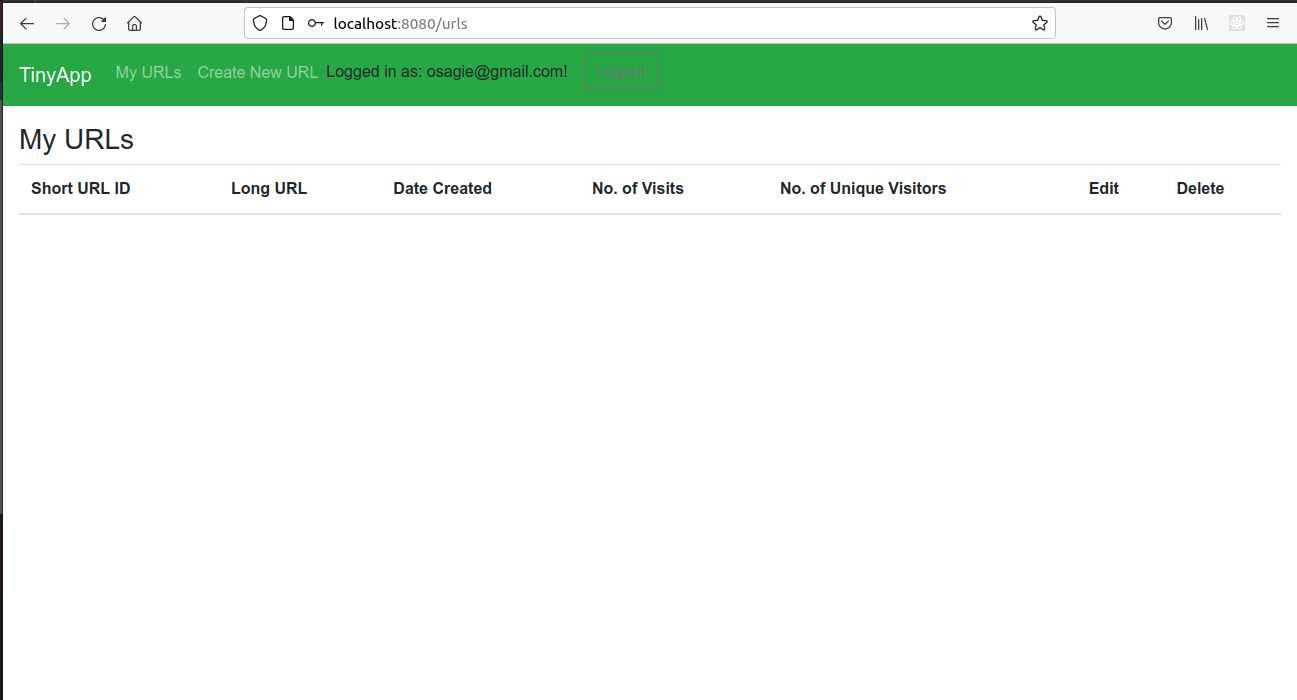 localhost:8080/urls
TinyApp My URLs Create New URL Logged in as: osagie@gmail.com! Logout
My URLs
Short URL ID Long URL Date Created No. of Visits No. of Unique Visitors Edit Delete